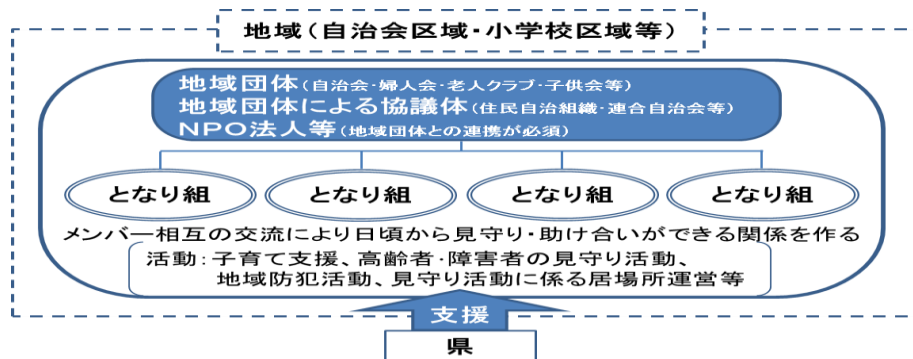 地域(自治会区域・小学校区域等)
地域団体(自治会・婦人会・老人クラブ・子供会等)
地域団体による協議体(住民自治組織・連合自治会等)
NPO法人等(地域団体との連携が必須)
となり組 となり組 となり組 となり組
メンバー相互の交流により日頃から見守り・助け合いができる関係を作る
活動:子育て支援、高齢者・障害者の見守り活動、
地域防犯活動、見守り活動に係る居場所運営等
支援
県